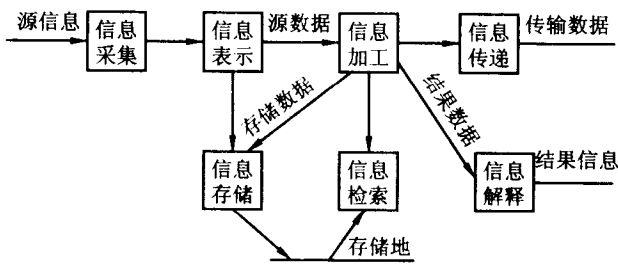 源信息
信息
采集
信息
表示
源数据
信息
加工
信息
传递
传输数据
存储数据
结果数据
信息
存储
信息
检索
信息
解释
结果信息
存储地